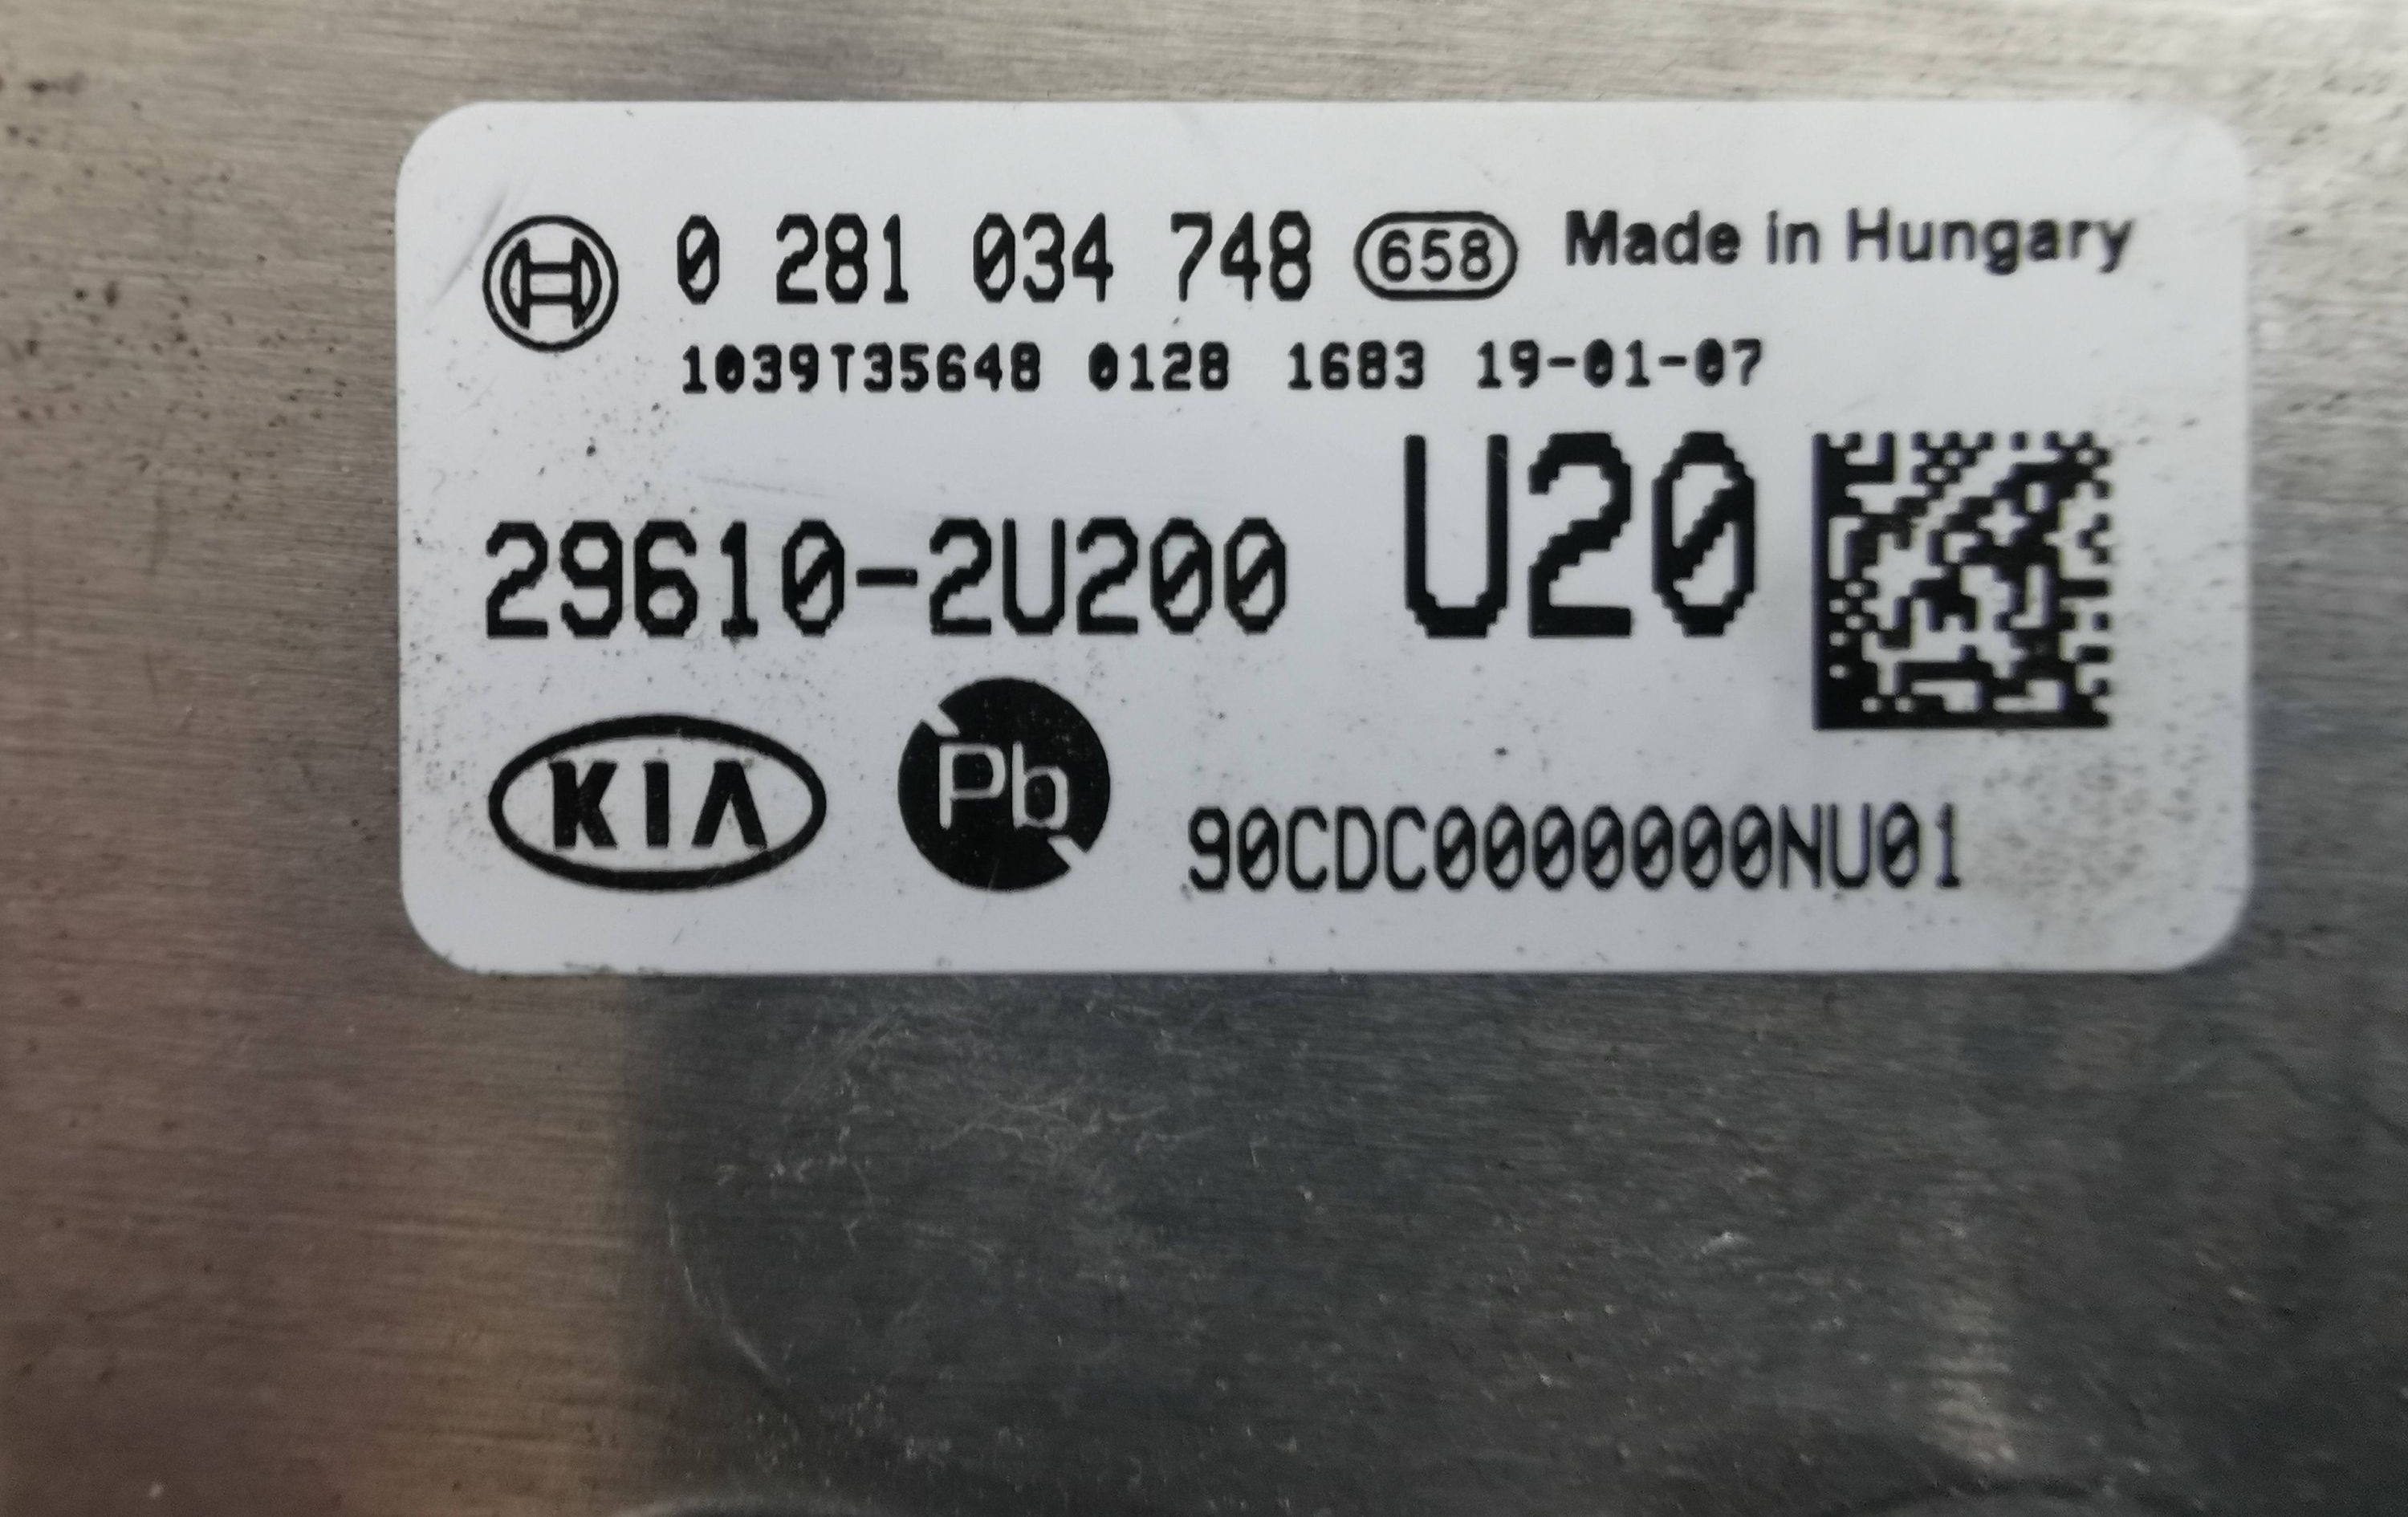 0 281 034 748 658 Made in Hungary
1039T35648 0128 1683 19-01-07
29610-2U200 U20
KIA Pb 90CDC0000000NU01